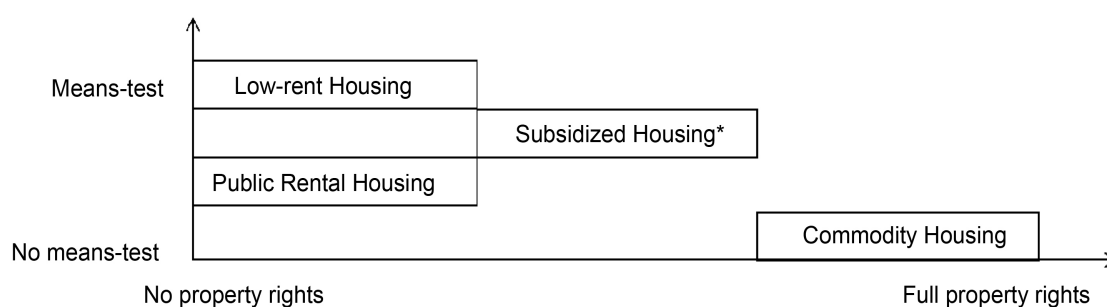 Means-test
Low-rent Housing
Subsidized Housing*
Public Rental Housing
Commodity Housing
No means-test
No property rights
Full property rights